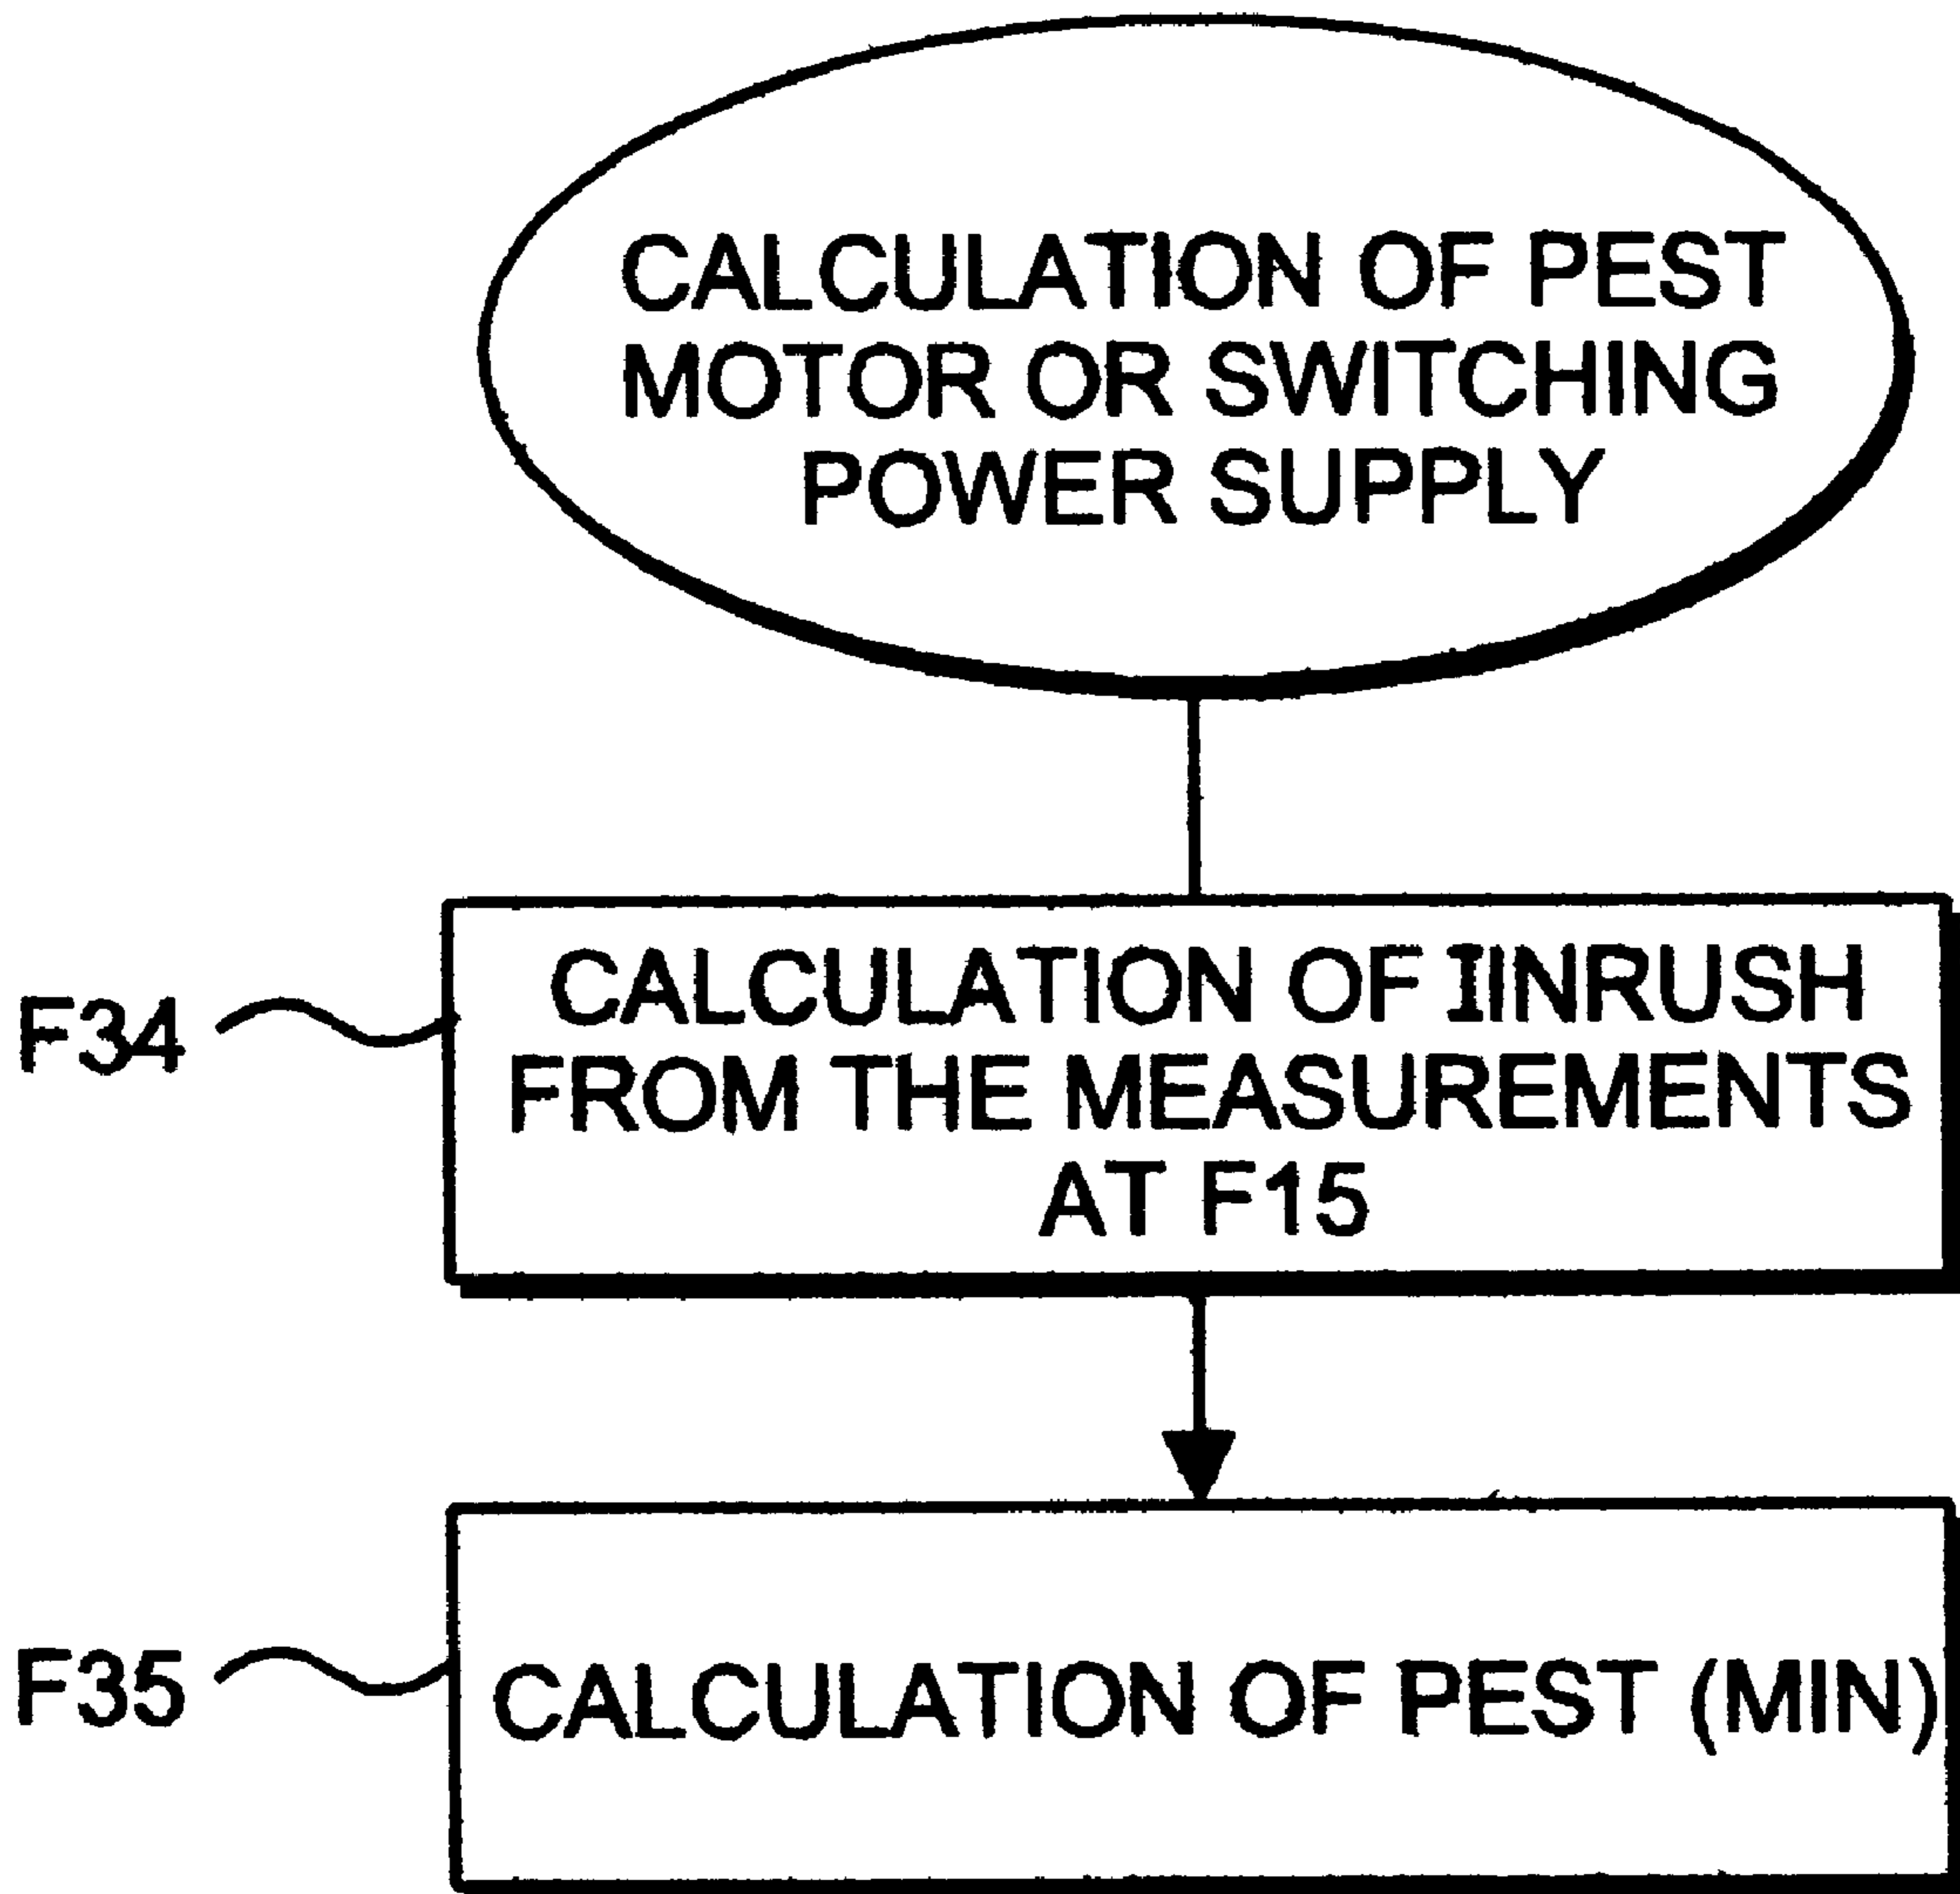 CALCULATION OF PEST
MOTOR OR SWITCHING
POWER SUPPLY
F34
CALCULATION OF IINRUSH
FROM THE MEASUREMENTS
AT F15
F35
CALCULATION OF PEST (MIN)